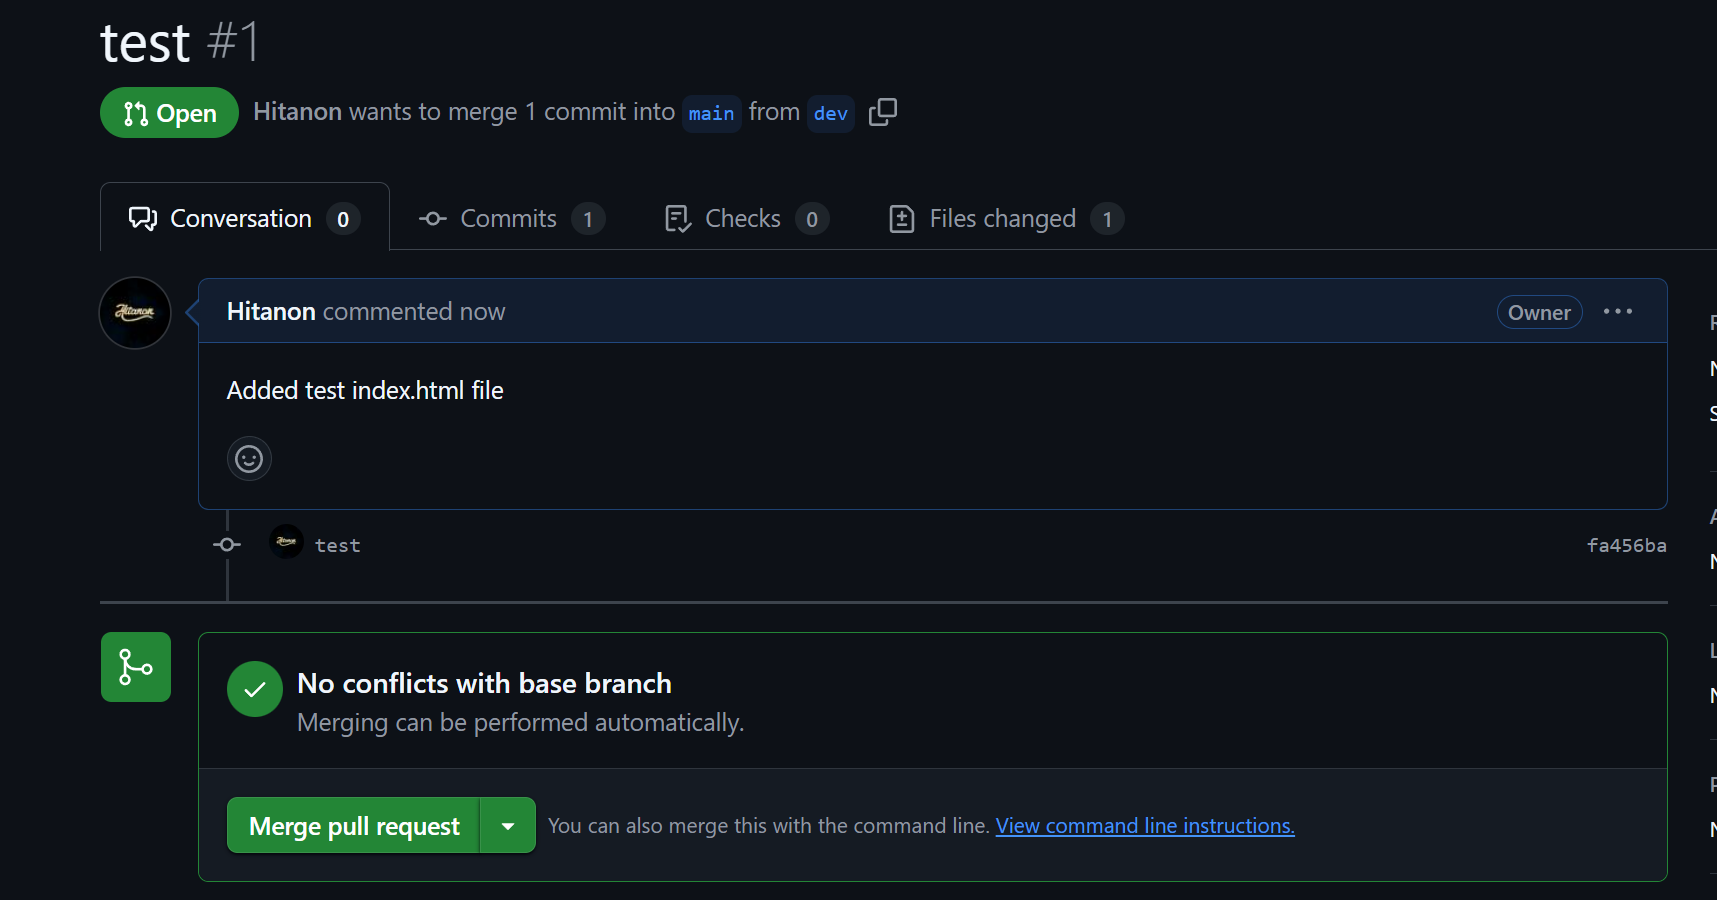 test #1
Open Hitanon wants to merge 1 commit into main from dev
Conversation 0 Commits 1 Checks 0 Files changed 1
Hitanon commented now Owner
Added test index.html file
test fa456ba
No conflicts with base branch
Merging can be performed automatically.
Merge pull request You can also merge this with the command line. View command line instructions.